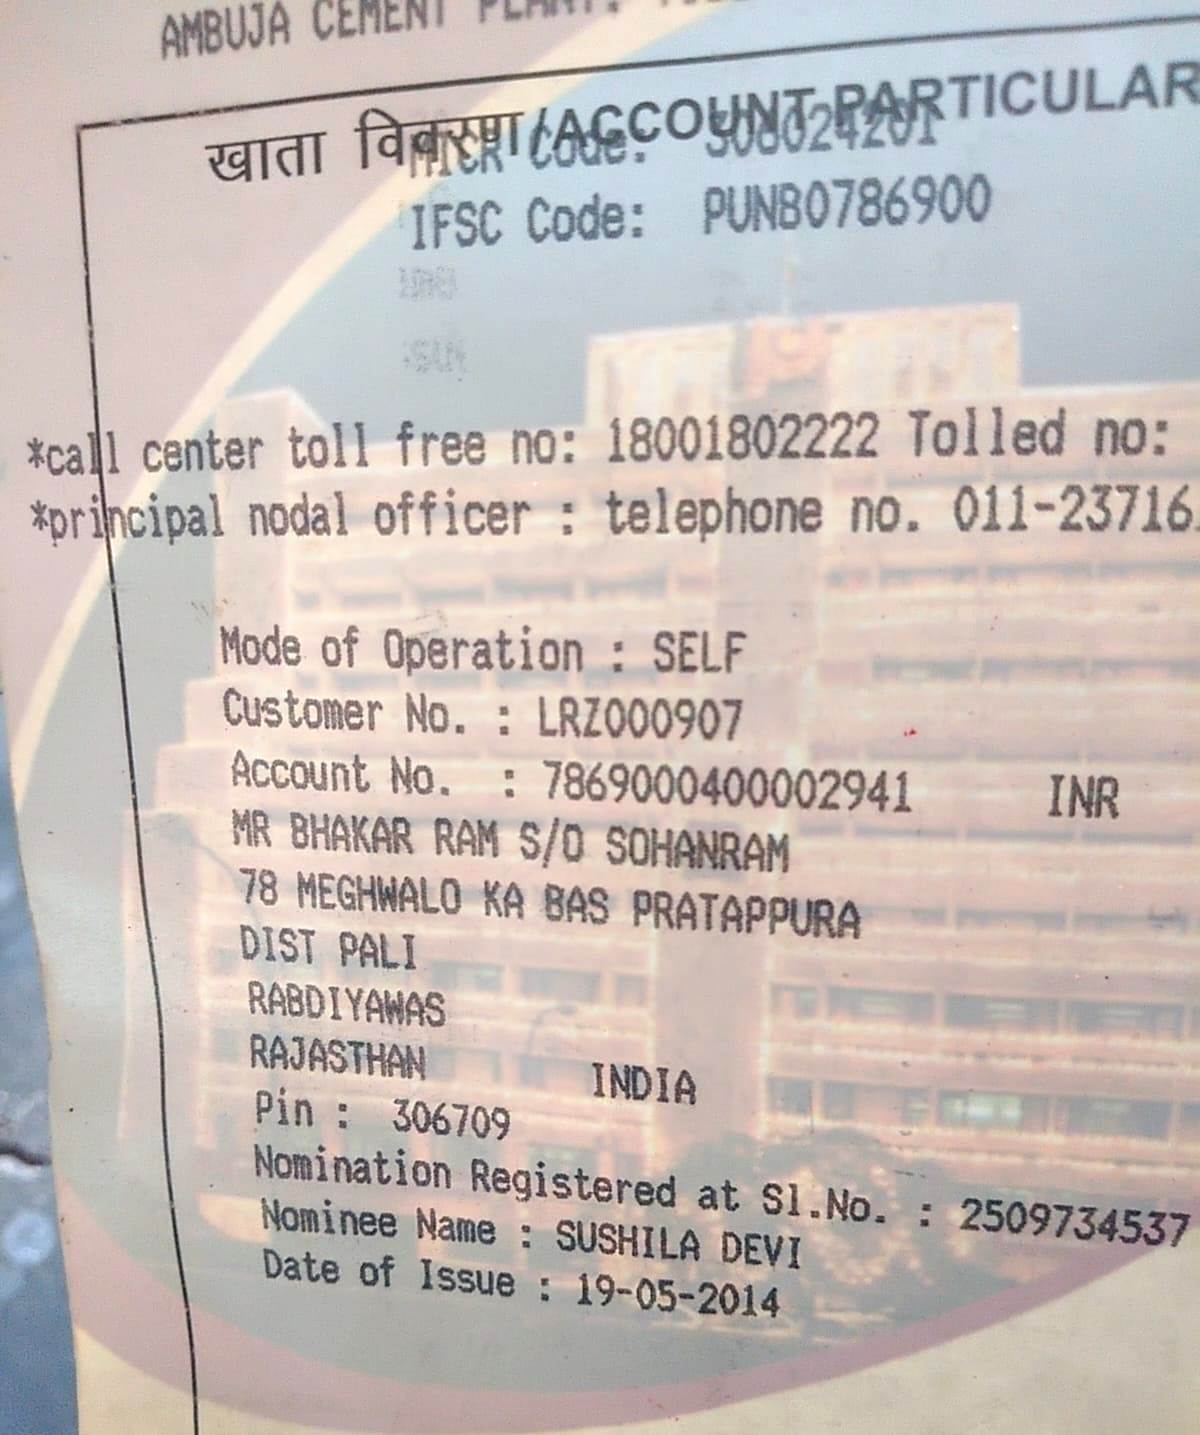 AMBUJA CEMENT PLANT,
खाता विवरण/ACCOUNT PARTICULAR
MICR Code: 306024201
IFSC Code: PUNB0786900
*call center toll free no: 18001802222 Tolled no:
*principal nodal officer : telephone no. 011-23716
Mode of Operation : SELF
Customer No. : LRZ000907
Account No. : 7869000400002941 INR
MR BHAKAR RAM S/O SOHANRAM
78 MEGHWALO KA BAS PRATAPPURA
DIST PALI
RABDIYAWAS
RAJASTHAN INDIA
Pin : 306709
Nomination Registered at Sl.No. : 2509734537
Nominee Name : SUSHILA DEVI
Date of Issue : 19-05-2014